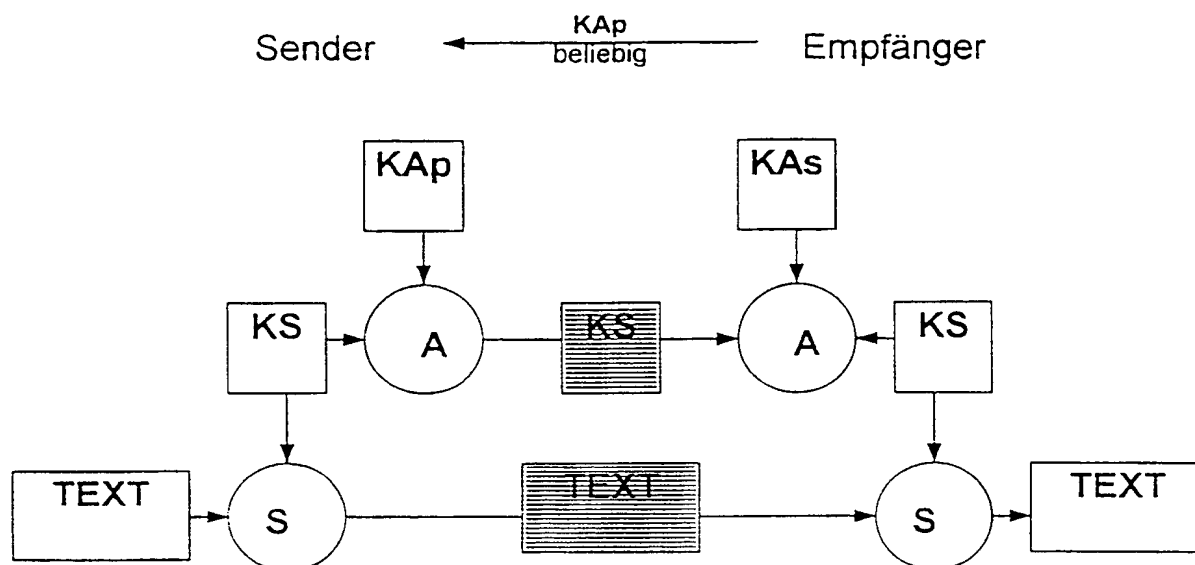 KAp
Sender
beliebig
Empfänger
KAp
KAs
KS
A
KS
A
KS
TEXT
S
TEXT
S
TEXT